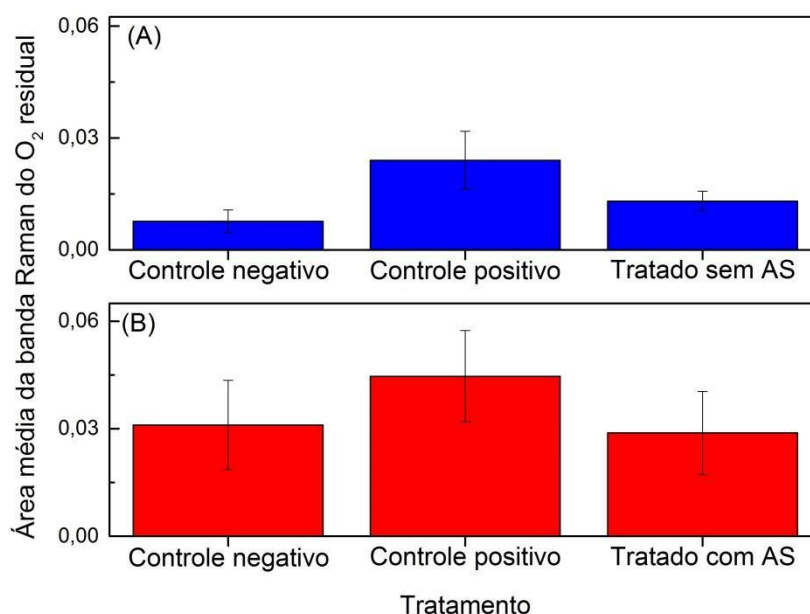 Área média da banda Raman do O₂ residual
(A)
0,06
0,03
0,00
Controle negativo Controle positivo Tratado sem AS
(B)
0,06
0,03
0,00
Controle negativo Controle positivo Tratado com AS
Tratamento